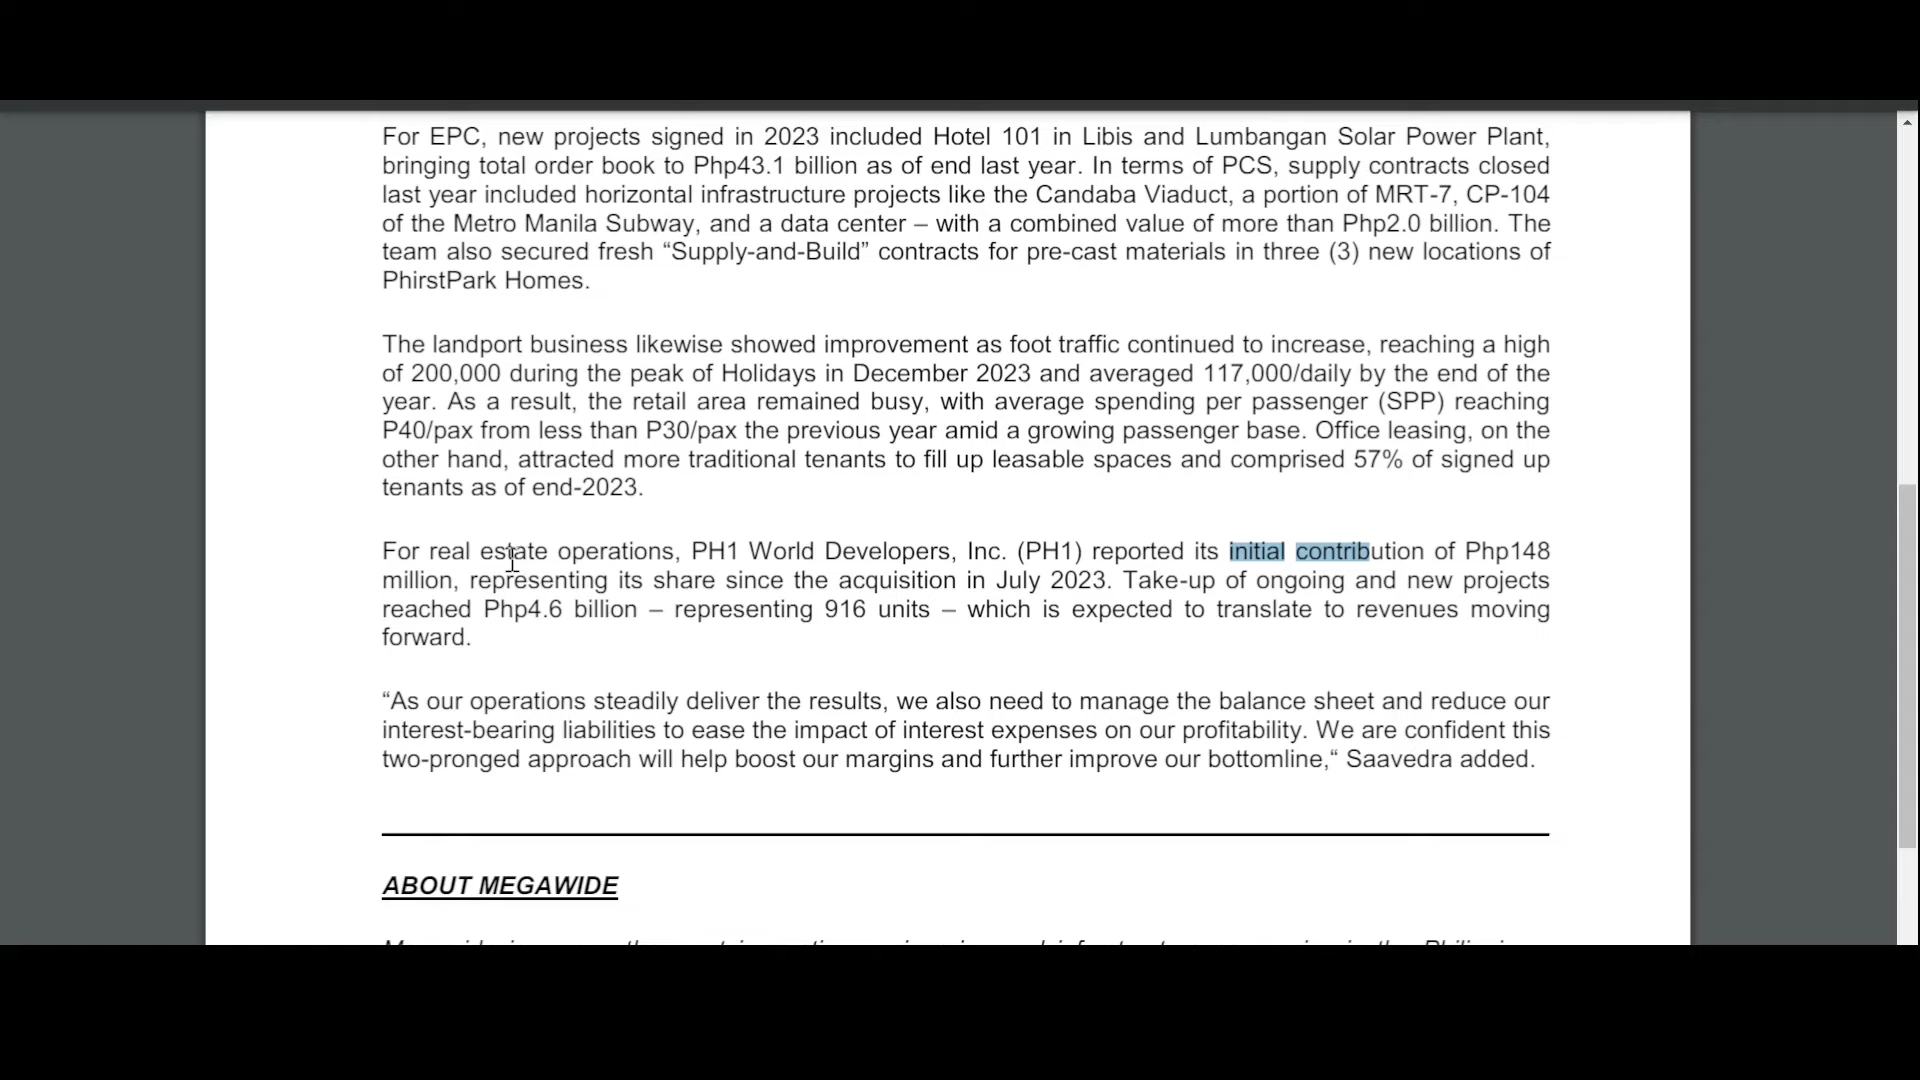 For EPC, new projects signed in 2023 included Hotel 101 in Libis and Lumbangan Solar Power Plant,
bringing total order book to Php43.1 billion as of end last year. In terms of PCS, supply contracts closed
last year included horizontal infrastructure projects like the Candaba Viaduct, a portion of MRT-7, CP-104
of the Metro Manila Subway, and a data center – with a combined value of more than Php2.0 billion. The
team also secured fresh “Supply-and-Build” contracts for pre-cast materials in three (3) new locations of
PhirstPark Homes.
The landport business likewise showed improvement as foot traffic continued to increase, reaching a high
of 200,000 during the peak of Holidays in December 2023 and averaged 117,000/daily by the end of the
year. As a result, the retail area remained busy, with average spending per passenger (SPP) reaching
P40/pax from less than P30/pax the previous year amid a growing passenger base. Office leasing, on the
other hand, attracted more traditional tenants to fill up leasable spaces and comprised 57% of signed up
tenants as of end-2023.
For real estate operations, PH1 World Developers, Inc. (PH1) reported its initial contribution of Php148
million, representing its share since the acquisition in July 2023. Take-up of ongoing and new projects
reached Php4.6 billion – representing 916 units – which is expected to translate to revenues moving
forward.
“As our operations steadily deliver the results, we also need to manage the balance sheet and reduce our
interest-bearing liabilities to ease the impact of interest expenses on our profitability. We are confident this
two-pronged approach will help boost our margins and further improve our bottomline,“ Saavedra added.
ABOUT MEGAWIDE